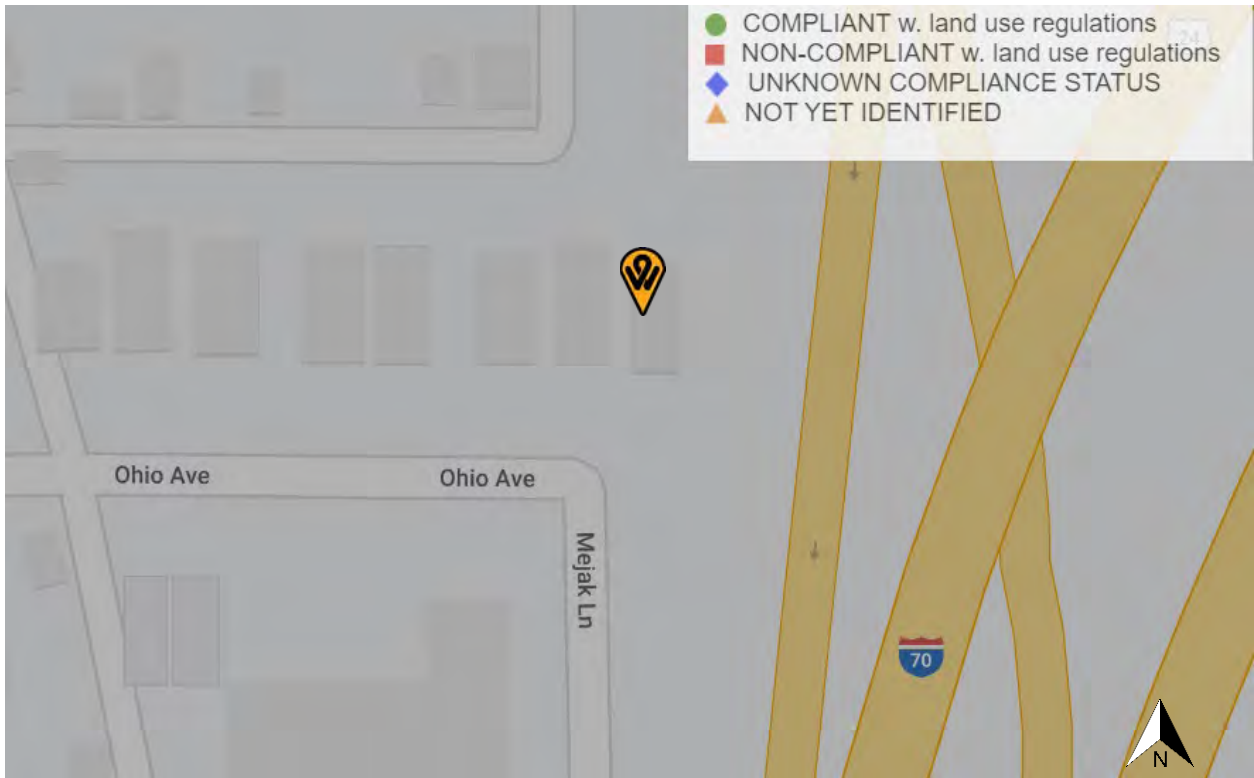 COMPLIANT w. land use regulations
24
NON-COMPLIANT w. land use regulations
UNKNOWN COMPLIANCE STATUS
NOT YET IDENTIFIED
Ohio Ave
Ohio Ave
Mejak Ln
70
N